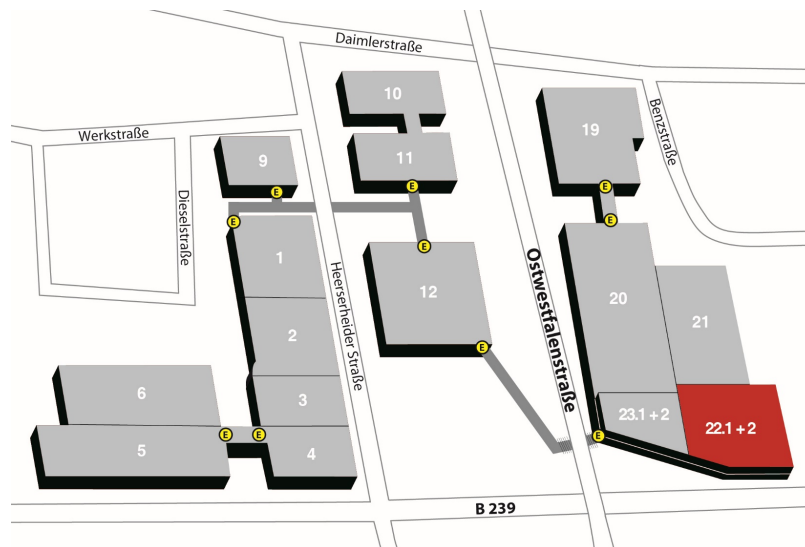 Daimlerstraße
10
19
Benzstraße
Werkstraße
9
11
E
E
E
Dieselstraße
E
E
E
1
Heerserheider Straße
12
Ostwestfalenstraße
20
21
2
E
6
3
23.1 + 2
22.1 + 2
E
E
E
5
4
B 239